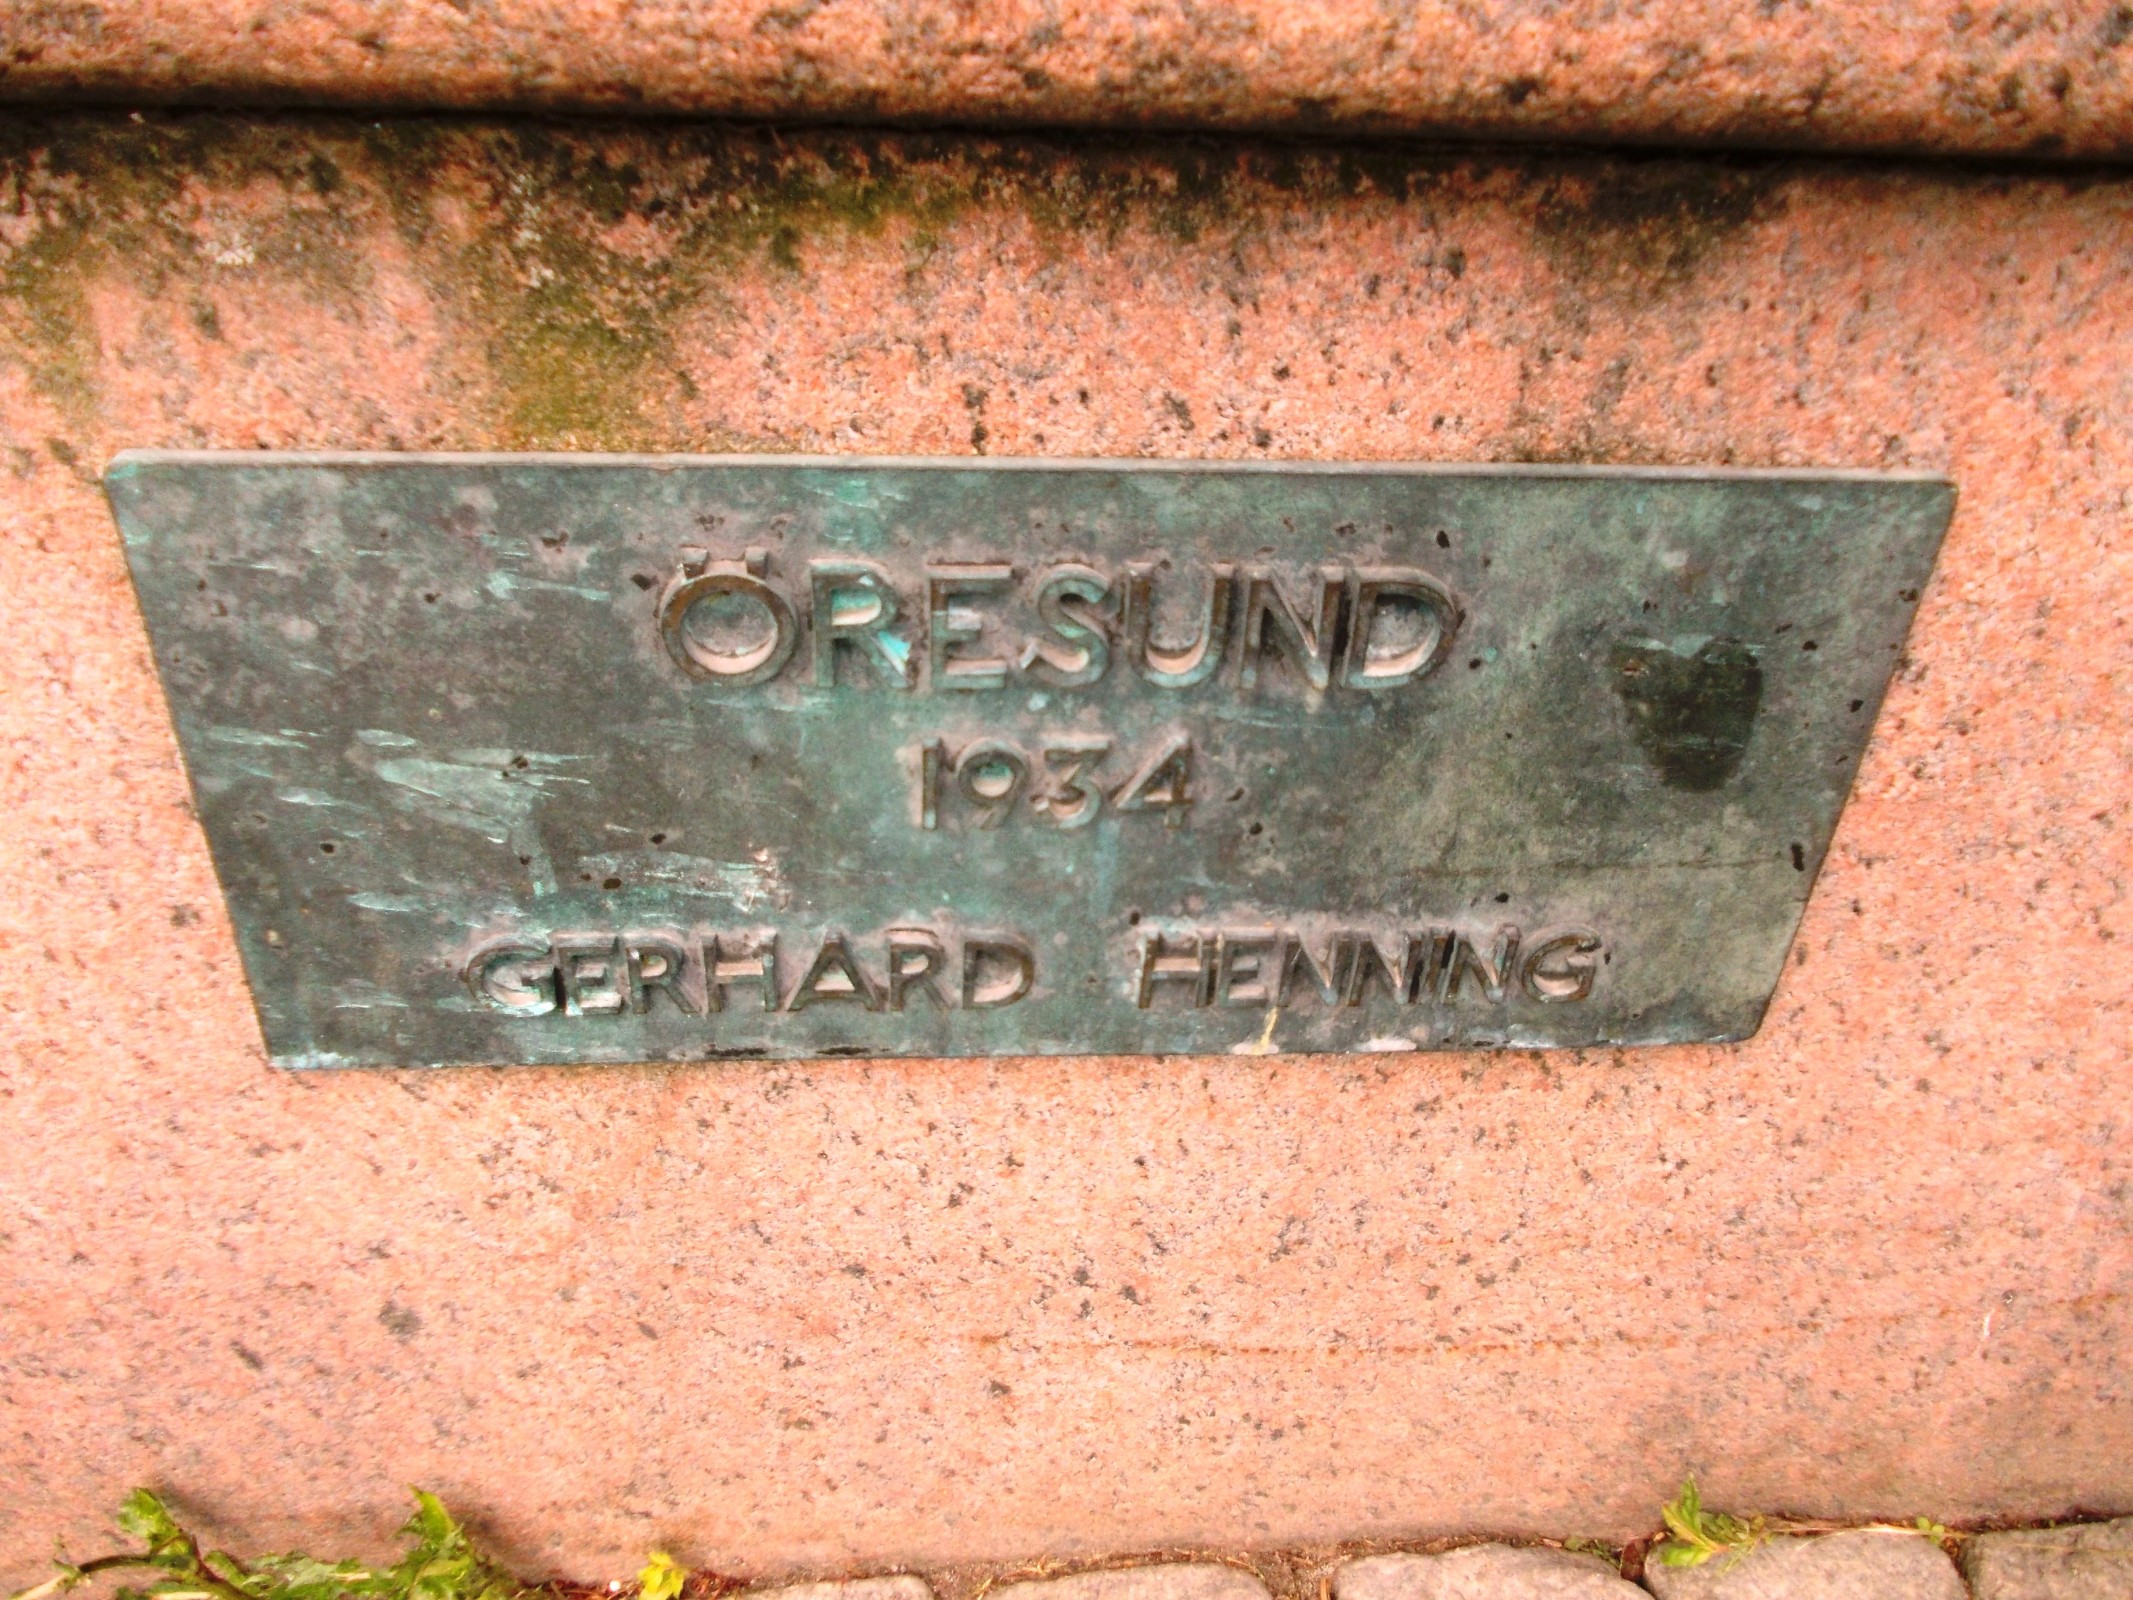 ÖRESUND
1934
GERHARD HENNING